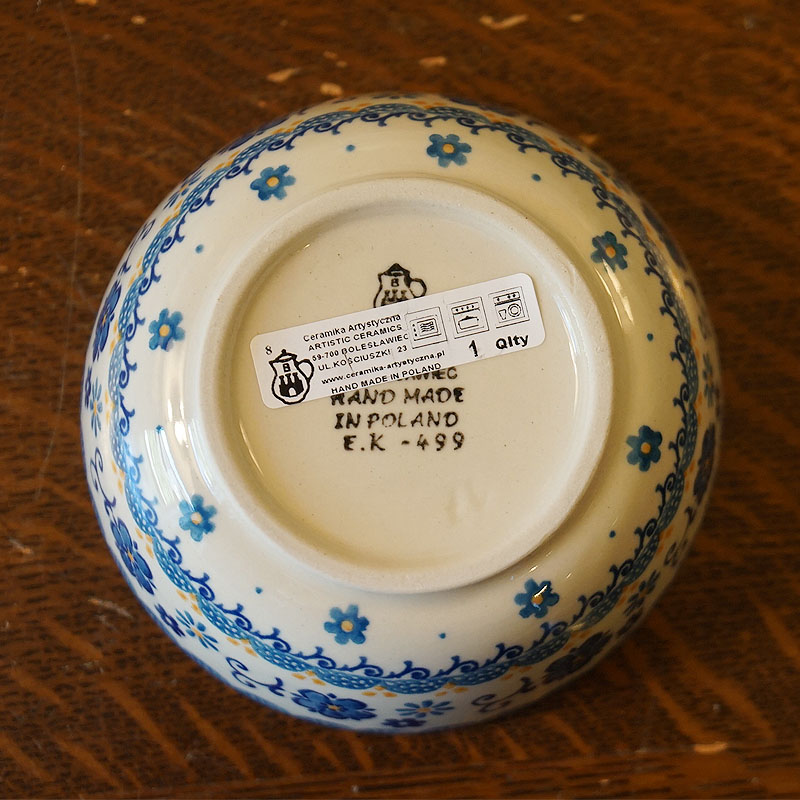 B
8
Ceramika Artystyczna
ARTISTIC CERAMICS
59-700 BOLESŁAWIEC
UL.KOŚCIUSZKI 23
www.ceramika-artystyczna.pl
HAND MADE IN POLAND
B
1 Qlty
HAND MADE
IN POLAND
E.K - 499